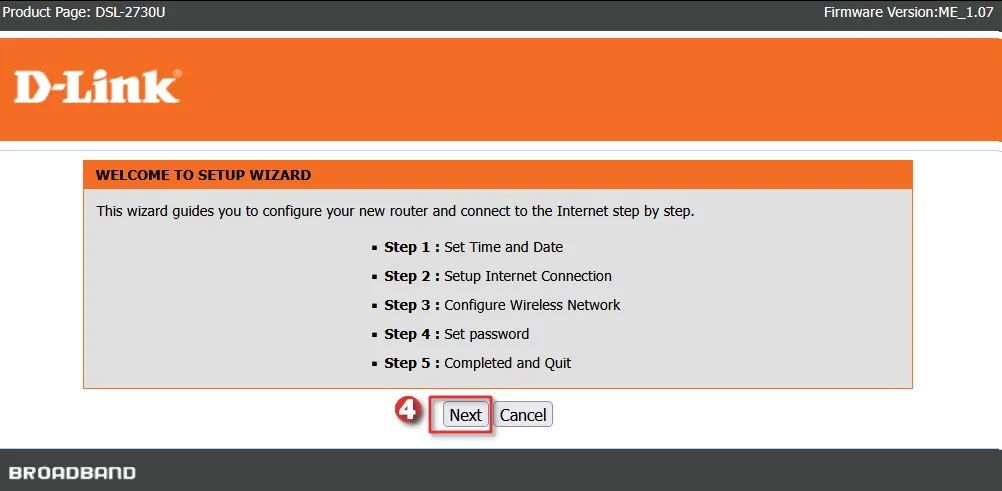 Product Page: DSL-2730U Firmware Version:ME_1.07
D-Link®
WELCOME TO SETUP WIZARD
This wizard guides you to configure your new router and connect to the Internet step by step.
Step 1 : Set Time and Date
Step 2 : Setup Internet Connection
Step 3 : Configure Wireless Network
Step 4 : Set password
Step 5 : Completed and Quit
4 Next Cancel
BROADBAND